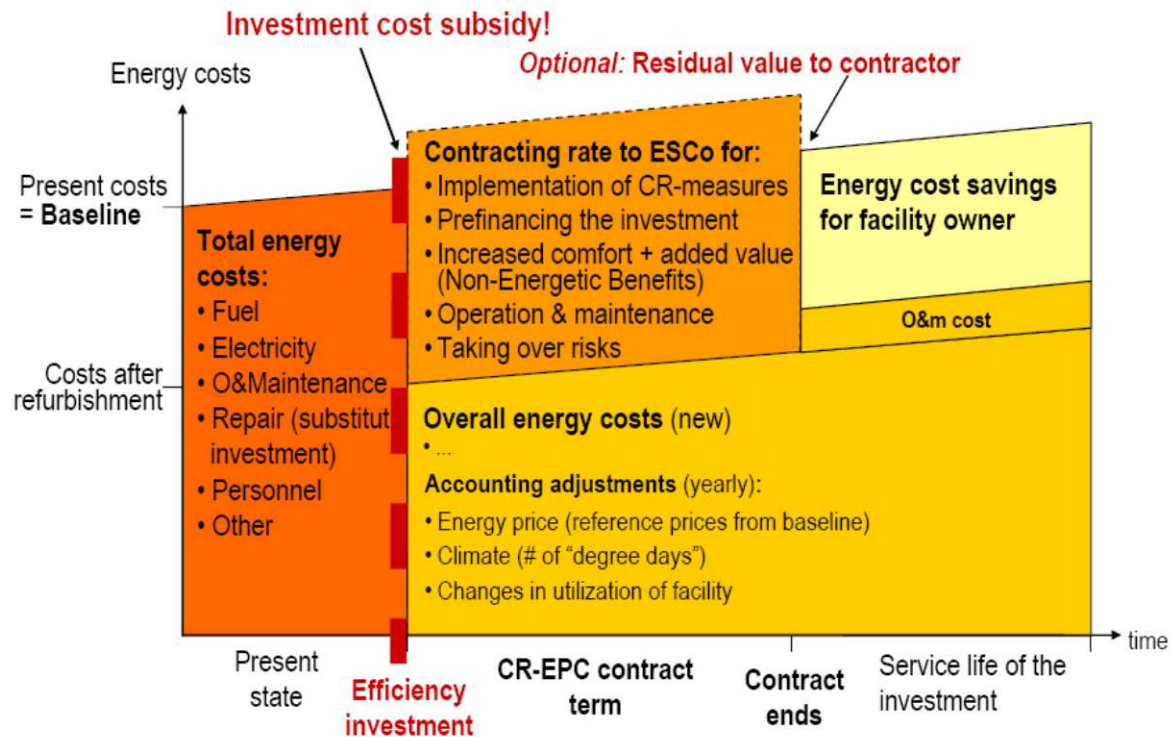 Investment cost subsidy!
Optional: Residual value to contractor
Energy costs
Present costs
= Baseline
Costs after
refurbishment
Total energy
costs:
• Fuel
• Electricity
• O&Maintenance
• Repair (substitut
investment)
• Personnel
• Other
Contracting rate to ESCo for:
• Implementation of CR-measures
• Prefinancing the investment
• Increased comfort + added value
(Non-Energetic Benefits)
• Operation & maintenance
• Taking over risks
Energy cost savings
for facility owner
O&m cost
Overall energy costs (new)
• ...
Accounting adjustments (yearly):
• Energy price (reference prices from baseline)
• Climate (# of "degree days")
• Changes in utilization of facility
time
Present
state
Efficiency
investment
CR-EPC contract
term
Contract
ends
Service life of the
investment